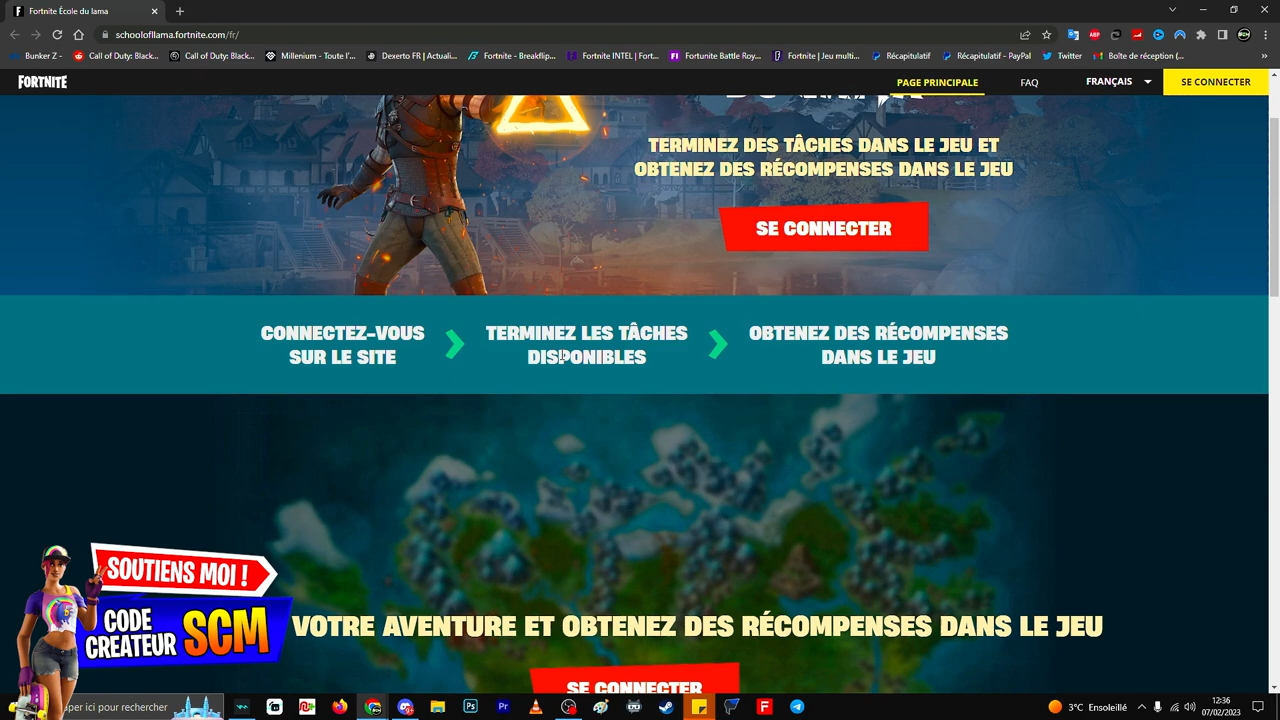 Fortnite École du lama
schoolofllama.fortnite.com/fr/
Bunker Z -
Call of Duty: Black...
Call of Duty: Black...
Millenium - Toute l'...
Dexerto FR | Actuali...
Fortnite - Breakflip...
Fortnite INTEL | Fort...
Fortunite Battle Roy...
Fortnite | Jeu multi...
Récapitulatif
Récapitulatif - PayPal
Twitter
Boîte de réception (...
FORTNITE
PAGE PRINCIPALE
FAQ
FRANÇAIS
SE CONNECTER
TERMINEZ DES TÂCHES DANS LE JEU ET
OBTENEZ DES RÉCOMPENSES DANS LE JEU
SE CONNECTER
CONNECTEZ-VOUS
SUR LE SITE
TERMINEZ LES TÂCHES
DISPONIBLES
OBTENEZ DES RÉCOMPENSES
DANS LE JEU
SOUTIENS MOI !
CODE
CREATEUR SCM
VOTRE AVENTURE ET OBTENEZ DES RÉCOMPENSES DANS LE JEU
SE CONNECTER
per ici pour rechercher
3°C Ensoleillé
12:36
07/02/2023